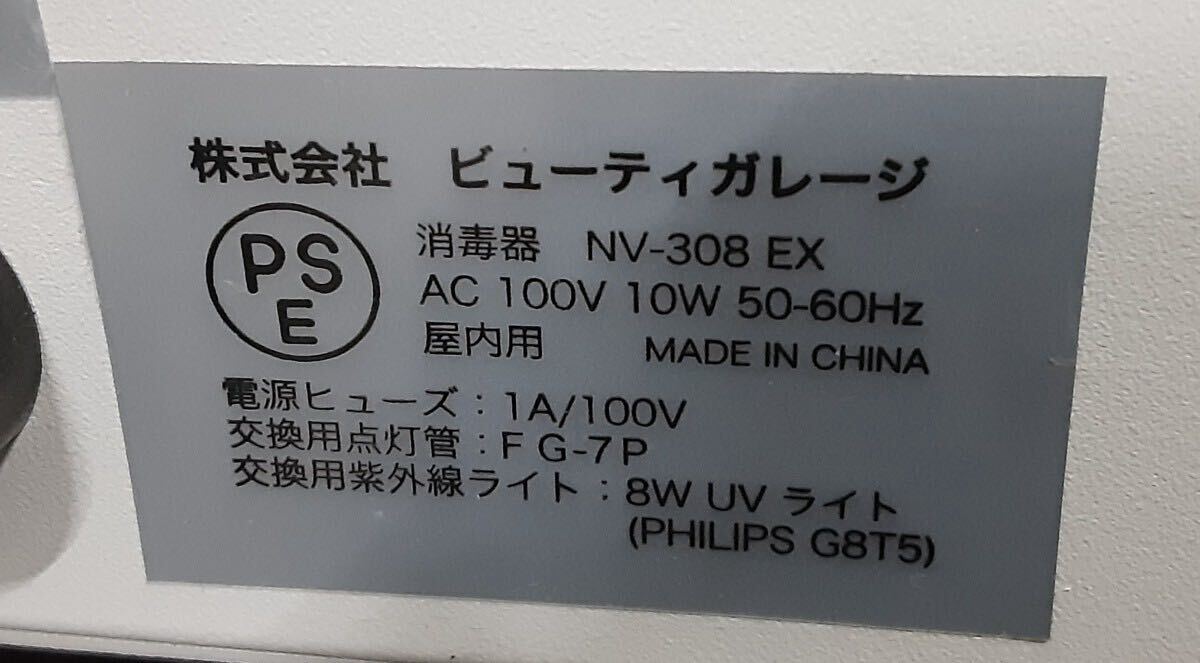 株式会社 ビューティガレージ
PS
E
消毒器 NV-308 EX
AC 100V 10W 50-60Hz
屋内用 MADE IN CHINA
電源ヒューズ：1A/100V
交換用点灯管：F G-7 P
交換用紫外線ライト：8W UV ライト
(PHILIPS G8T5)